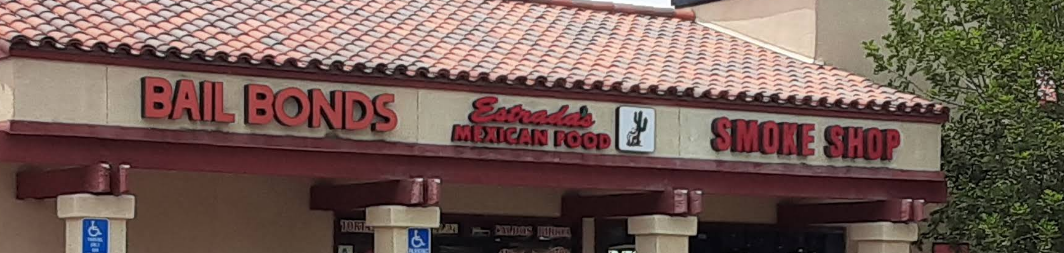 BAIL BONDS
Estrada's
MEXICAN FOOD
SMOKE SHOP